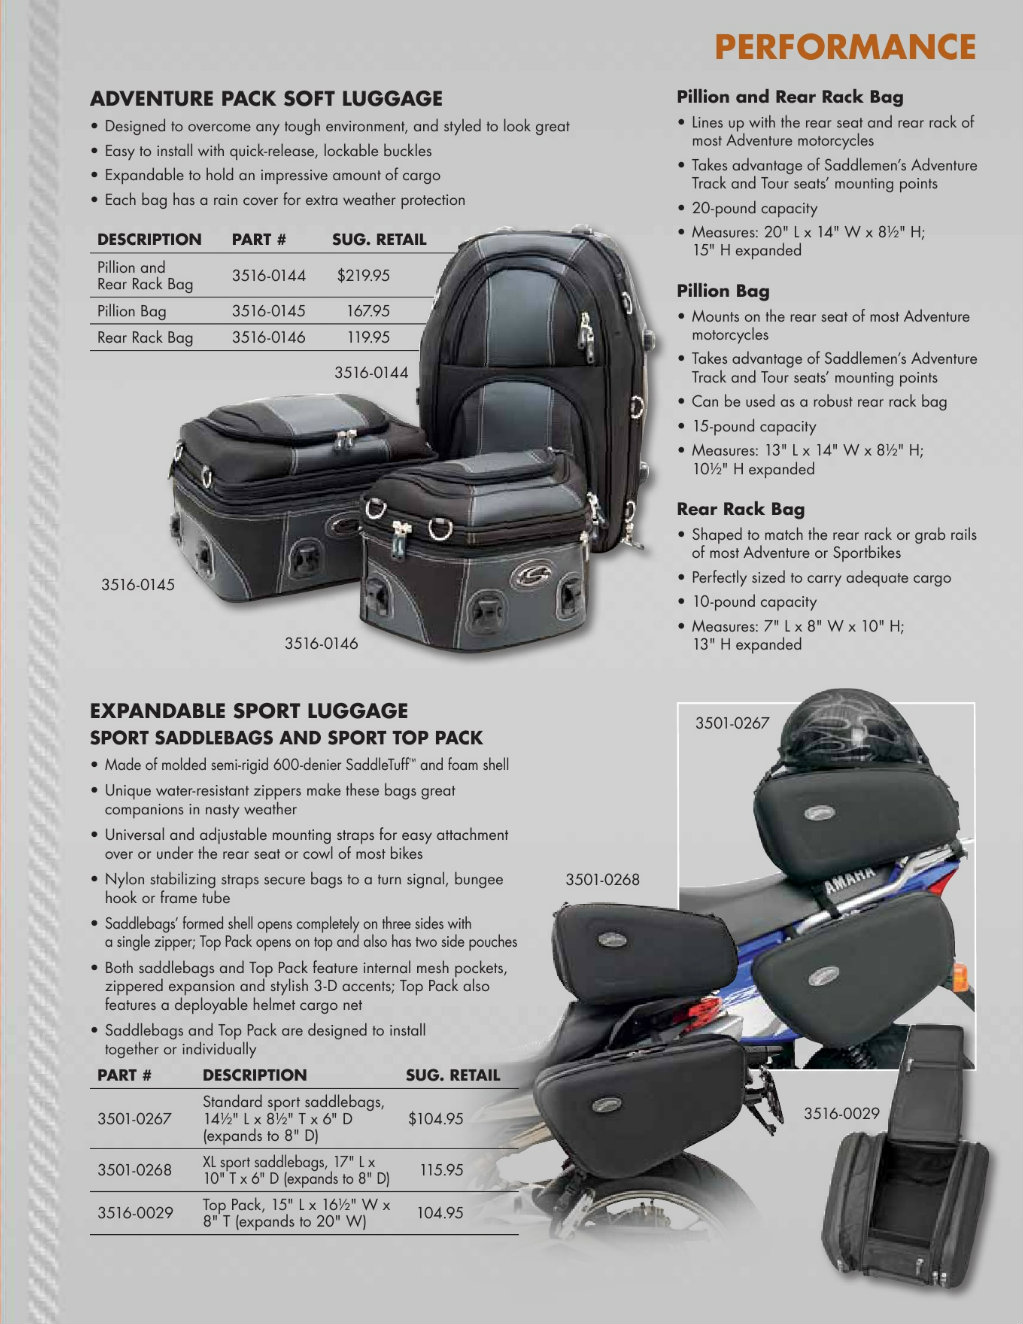 PERFORMANCE
ADVENTURE PACK SOFT LUGGAGE
• Designed to overcome any tough environment, and styled to look great
• Easy to install with quick-release, lockable buckles
• Expandable to hold an impressive amount of cargo
• Each bag has a rain cover for extra weather protection
DESCRIPTION PART # SUG. RETAIL
Pillion and
Rear Rack Bag 3516-0144 $219.95
Pillion Bag 3516-0145 167.95
Rear Rack Bag 3516-0146 119.95
3516-0144
3516-0145
3516-0146
Pillion and Rear Rack Bag
• Lines up with the rear seat and rear rack of
most Adventure motorcycles
• Takes advantage of Saddlemen's Adventure
Track and Tour seats' mounting points
• 20-pound capacity
• Measures: 20" L x 14" W x 8½" H;
15" H expanded
Pillion Bag
• Mounts on the rear seat of most Adventure
motorcycles
• Takes advantage of Saddlemen's Adventure
Track and Tour seats' mounting points
• Can be used as a robust rear rack bag
• 15-pound capacity
• Measures: 13" L x 14" W x 8½" H;
10½" H expanded
Rear Rack Bag
• Shaped to match the rear rack or grab rails
of most Adventure or Sportbikes
• Perfectly sized to carry adequate cargo
• 10-pound capacity
• Measures: 7" L x 8" W x 10" H;
13" H expanded
EXPANDABLE SPORT LUGGAGE
SPORT SADDLEBAGS AND SPORT TOP PACK
• Made of molded semi-rigid 600-denier SaddleTuff™ and foam shell
• Unique water-resistant zippers make these bags great
companions in nasty weather
• Universal and adjustable mounting straps for easy attachment
over or under the rear seat or cowl of most bikes
• Nylon stabilizing straps secure bags to a turn signal, bungee
hook or frame tube
• Saddlebags' formed shell opens completely on three sides with
a single zipper; Top Pack opens on top and also has two side pouches
• Both saddlebags and Top Pack feature internal mesh pockets,
zippered expansion and stylish 3-D accents; Top Pack also
features a deployable helmet cargo net
• Saddlebags and Top Pack are designed to install
together or individually
PART # DESCRIPTION SUG. RETAIL
Standard sport saddlebags,
3501-0267 14½" L x 8½" T x 6" D $104.95
(expands to 8" D)
3501-0268 XL sport saddlebags, 17" L x 115.95
10" T x 6" D (expands to 8" D)
3516-0029 Top Pack, 15" L x 16½" W x 104.95
8" T (expands to 20" W)
3501-0267
AMAHA
3501-0268
3516-0029